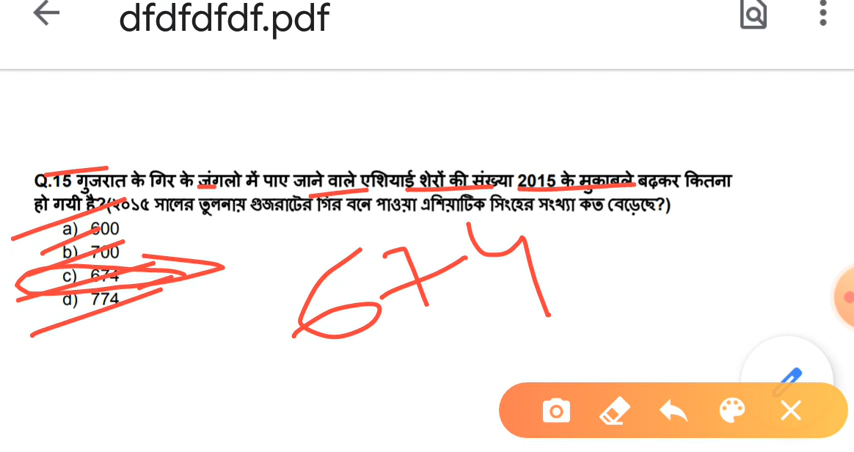 dfdfdfdf.pdf
Q.15 गुजरात के गिर के जंगलो में पाए जाने वाले एशियाई शेरों की संख्या 2015 के मुकाबले बढ़कर कितना
हो गयी है?(২০১৫ সালের তুলনায় গুজরাটের গির বনে পাওয়া এশিয়াটিক সিংহের সংখ্যা কত বেড়েছে?)
a) 600
b) 700
c) 674
d) 774
674